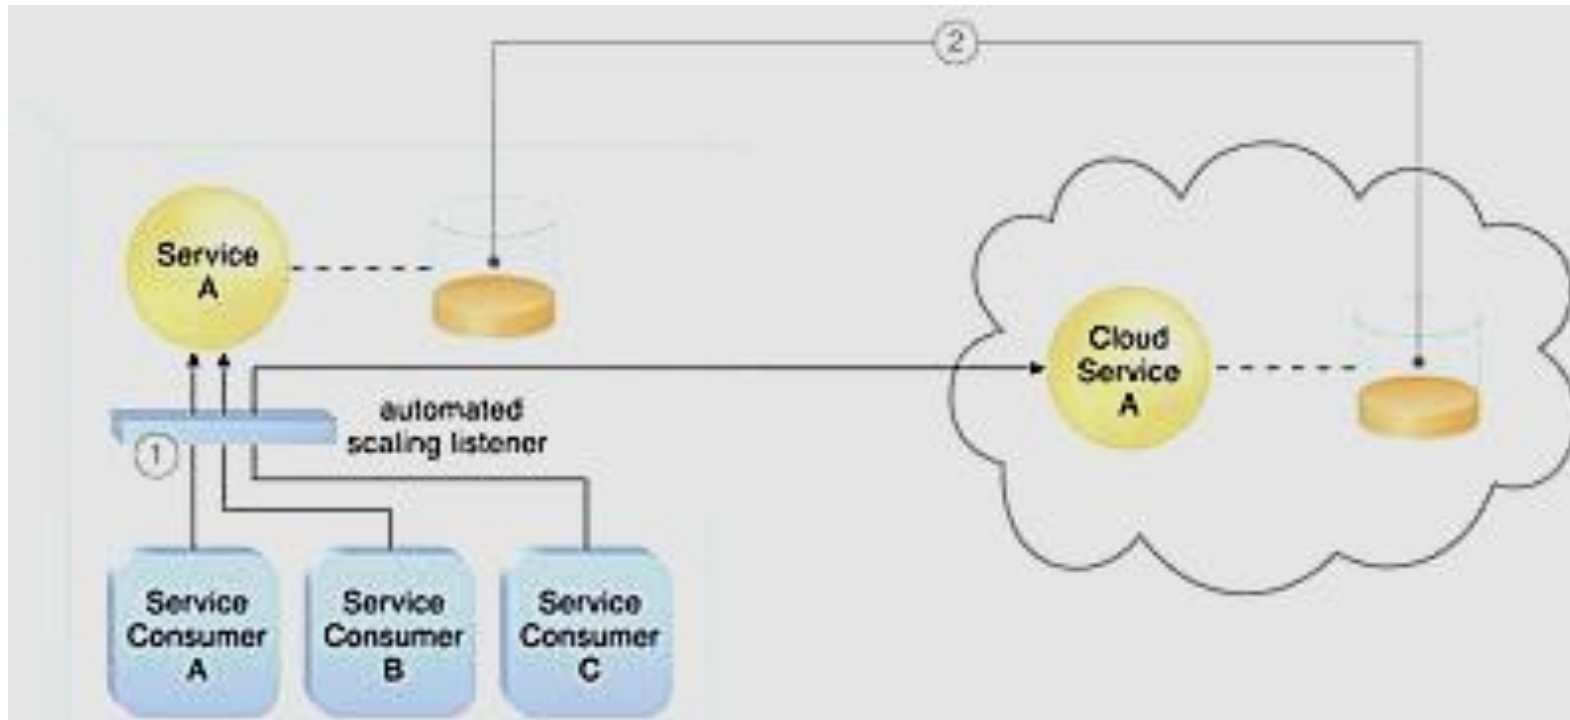 2
Service
A
Cloud
Service
A
automated
scaling listener
1
Service
Consumer
A
Service
Consumer
B
Service
Consumer
C